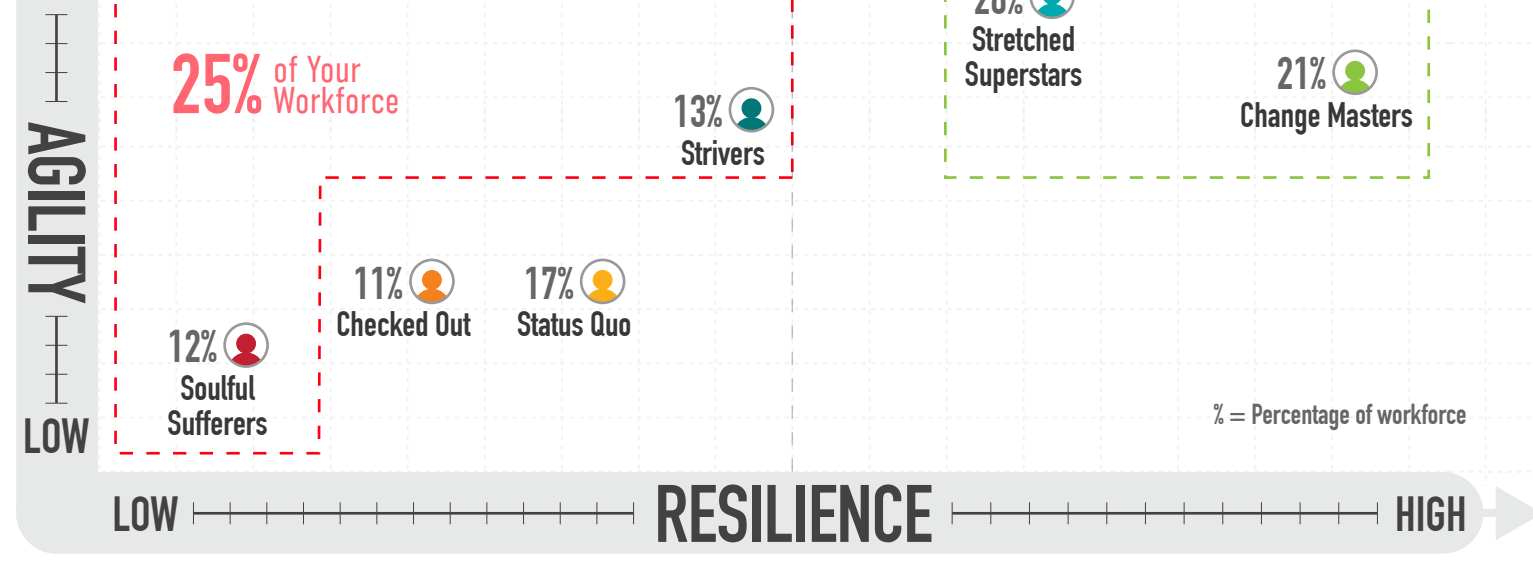 26%
Stretched
Superstars
25% of Your
Workforce
21%
Change Masters
13%
Strivers
AGILITY
11%
Checked Out
17%
Status Quo
12%
Soulful
Sufferers
% = Percentage of workforce
LOW
LOW
RESILIENCE
HIGH